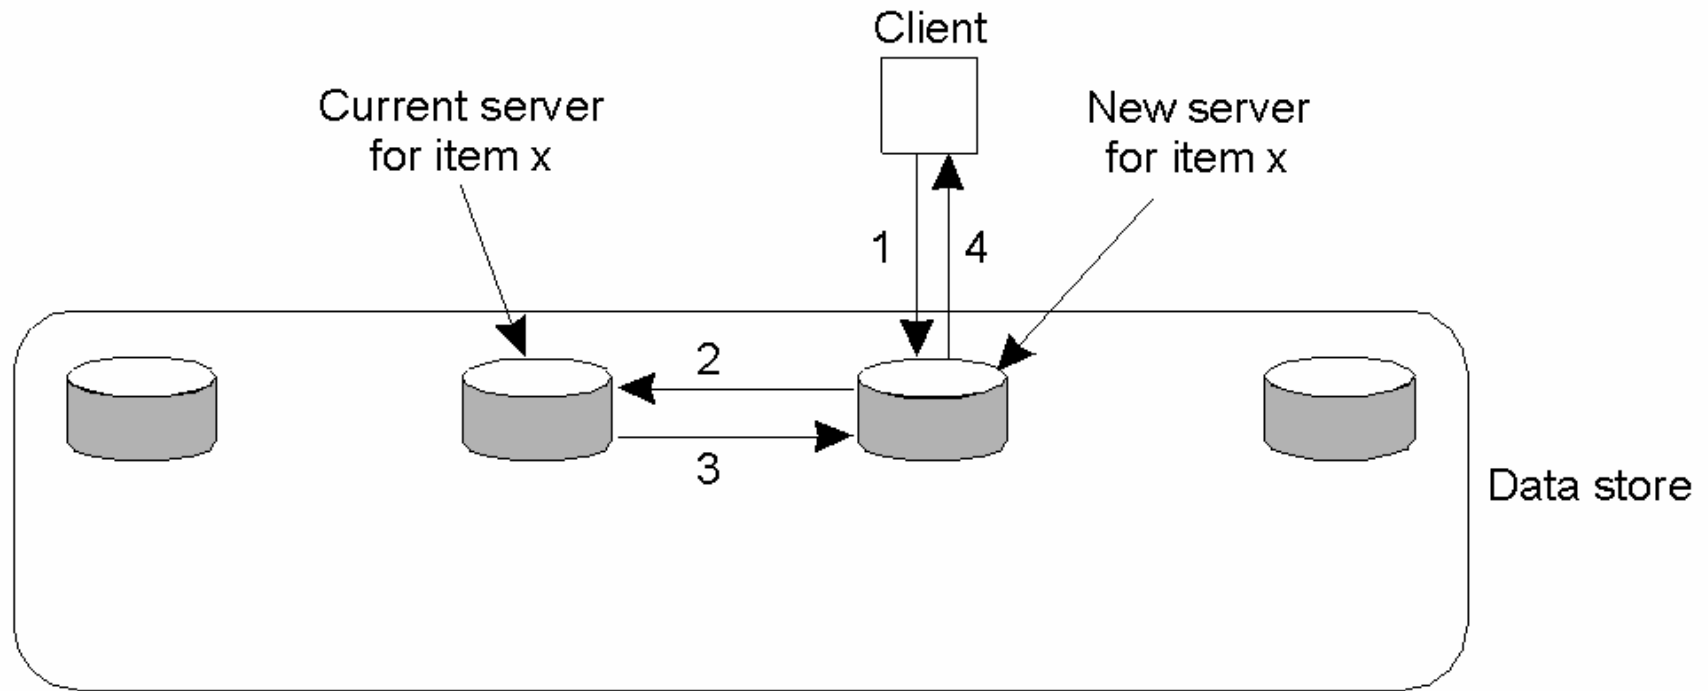 Client
Current server
for item x
New server
for item x
1
4
2
3
Data store